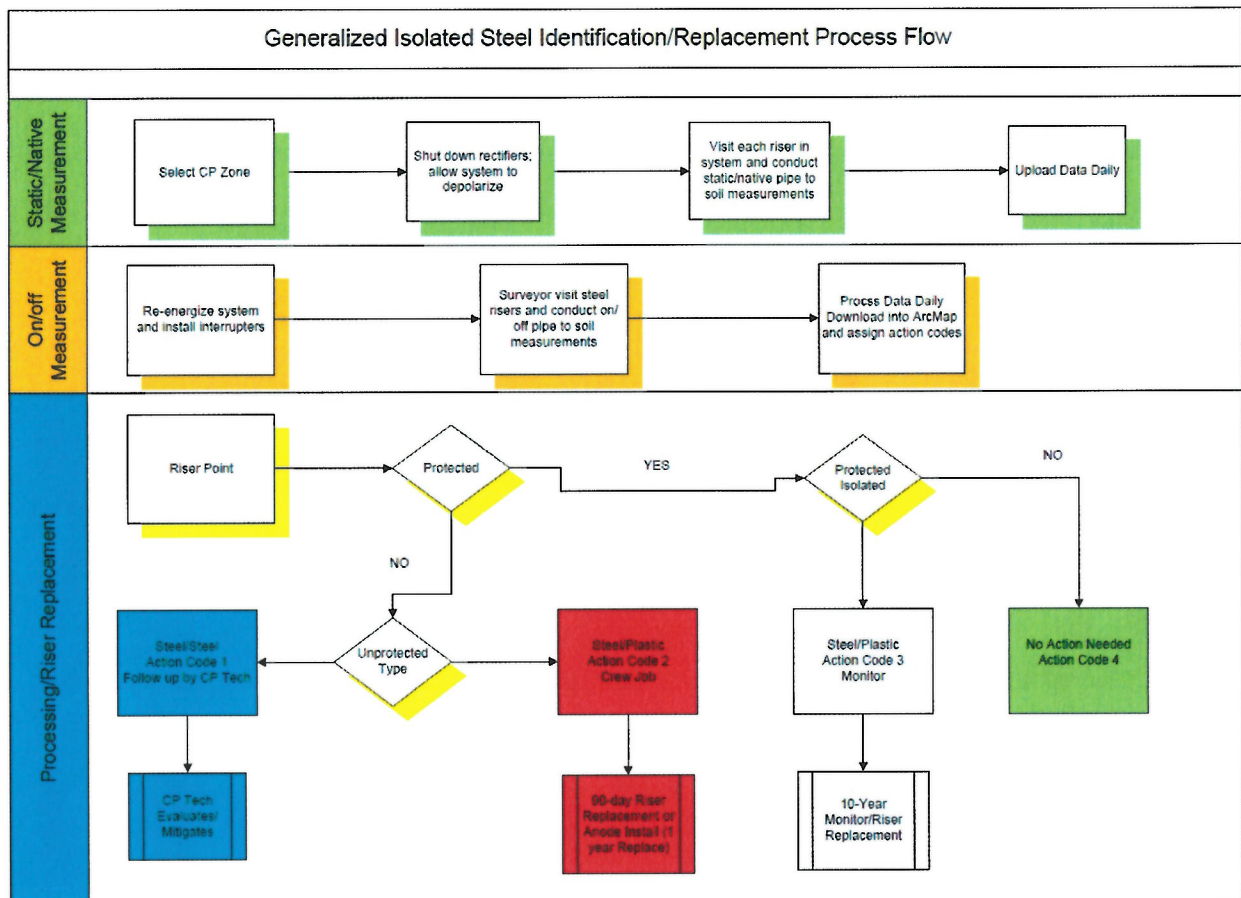 Generalized Isolated Steel Identification/Replacement Process Flow
Static/Native
Measurement
Select CP Zone
Shut down rectifiers;
allow system to
depolarize
Visit each riser in
system and conduct
static/native pipe to
soil measurements
Upload Data Daily
On/off
Measurement
Re-energize system
and install interrupters
Surveyor visit steel
risers and conduct on/
off pipe to soil
measurements
Procss Data Daily
Download into ArcMap
and assign action codes
Processing/Riser Replacement
Riser Point
Protected
YES
Protected
Isolated
NO
NO
Steel/Steel
Action Code 1
Follow up by CP Tech
Unprotected
Type
Steel/Plastic
Action Code 2
Crew Job
Steel/Plastic
Action Code 3
Monitor
No Action Needed
Action Code 4
CP Tech
Evaluates/
Mitigates
90-day Riser
Replacement or
Anode Install (1
year Replace)
10-Year
Monitor/Riser
Replacement